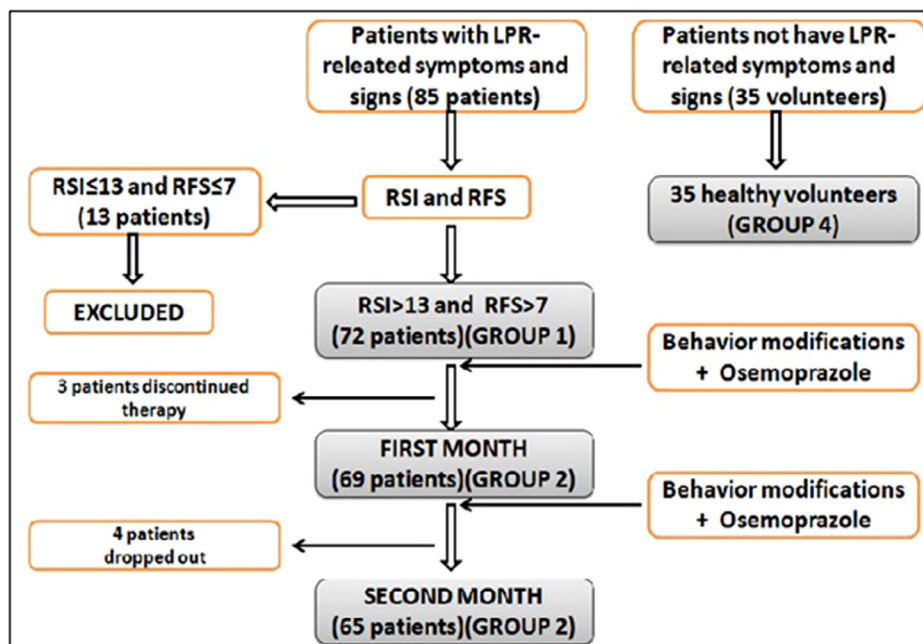 Patients with LPR-
releated symptoms and
signs (85 patients)
Patients not have LPR-
related symptoms and
signs (35 volunteers)
RSI≤13 and RFS≤7
(13 patients)
RSI and RFS
35 healthy volunteers
(GROUP 4)
EXCLUDED
RSI>13 and RFS>7
(72 patients)(GROUP 1)
Behavior modifications
+ Osemoprazole
3 patients discontinued
therapy
FIRST MONTH
(69 patients)(GROUP 2)
Behavior modifications
+ Osemoprazole
4 patients
dropped out
SECOND MONTH
(65 patients)(GROUP 2)